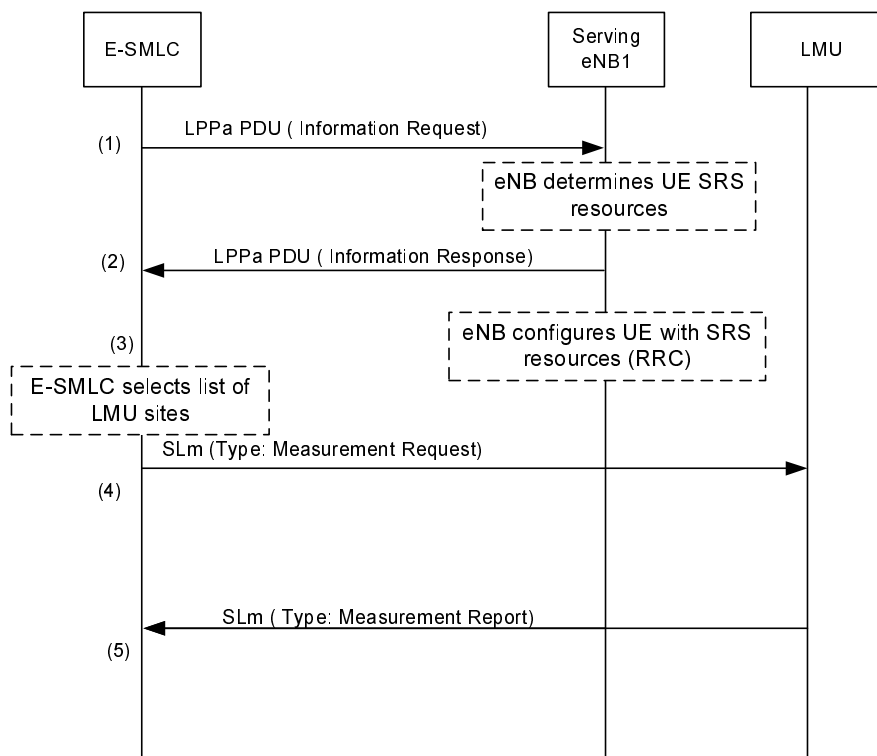 E-SMLC
Serving
eNB1
LMU
LPPa PDU ( Information Request)
(1)
eNB determines UE SRS
resources
LPPa PDU ( Information Response)
(2)
eNB configures UE with SRS
resources (RRC)
(3)
E-SMLC selects list of
LMU sites
SLm (Type: Measurement Request)
(4)
SLm ( Type: Measurement Report)
(5)